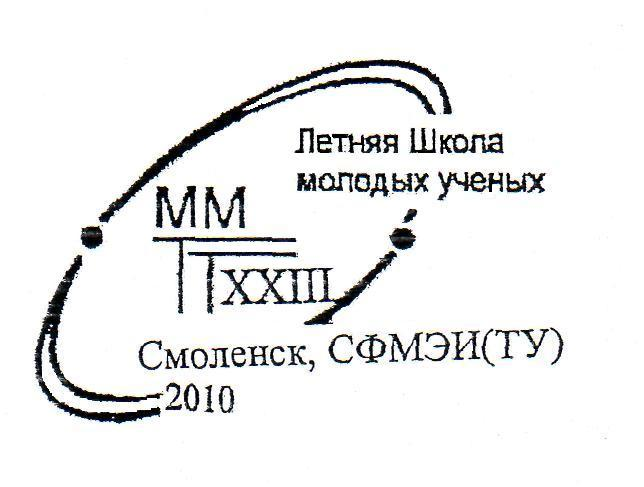 Летняя Школа
молодых ученых
ММ
ТТXXIII
Смоленск, СФМЭИ(ТУ)
2010